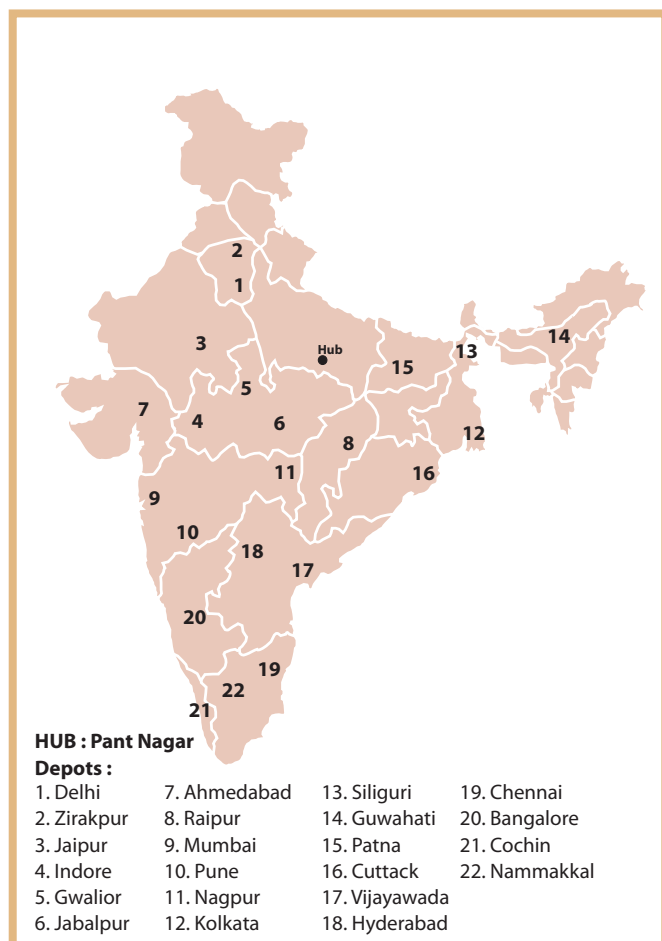 2
1
3
Hub
14
13
15
5
7
4
6
12
8
11
16
9
10
18
17
20
19
22
21
HUB : Pant Nagar
Depots :
1. Delhi 7. Ahmedabad 13. Siliguri 19. Chennai
2. Zirakpur 8. Raipur 14. Guwahati 20. Bangalore
3. Jaipur 9. Mumbai 15. Patna 21. Cochin
4. Indore 10. Pune 16. Cuttack 22. Nammakkal
5. Gwalior 11. Nagpur 17. Vijayawada
6. Jabalpur 12. Kolkata 18. Hyderabad